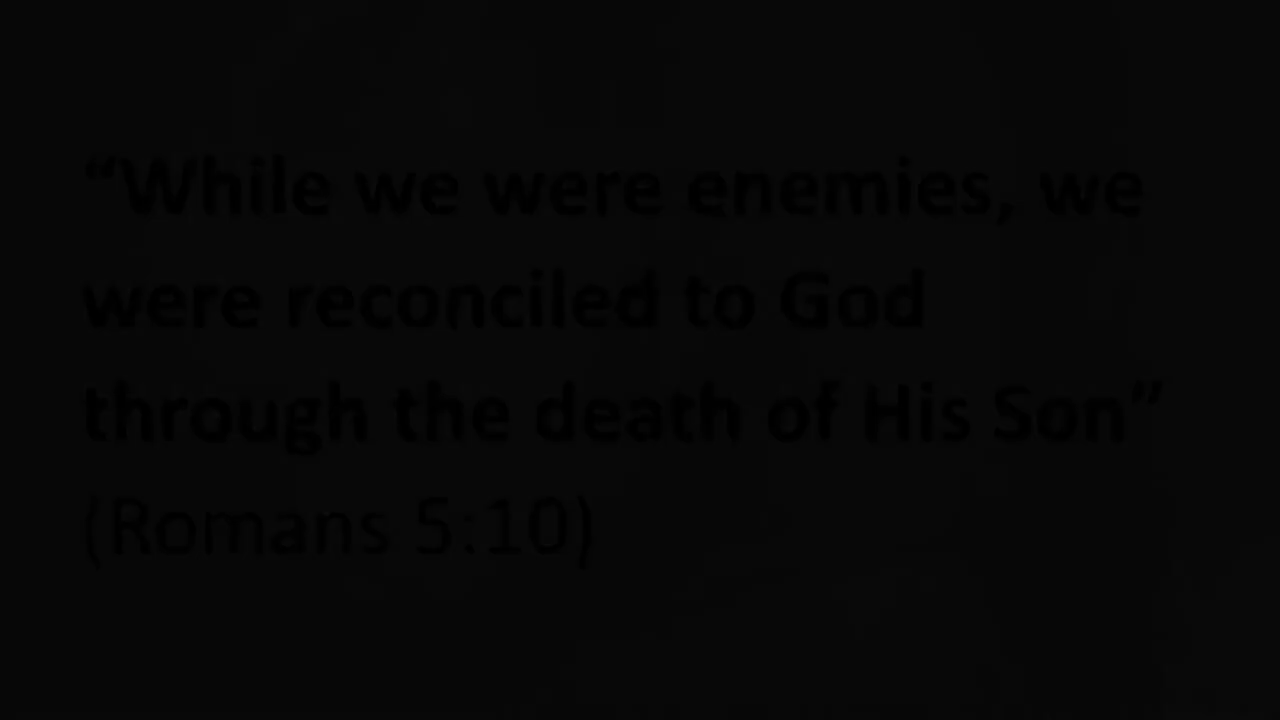 “While we were enemies, we
were reconciled to God
through the death of His Son”
(Romans 5:10)